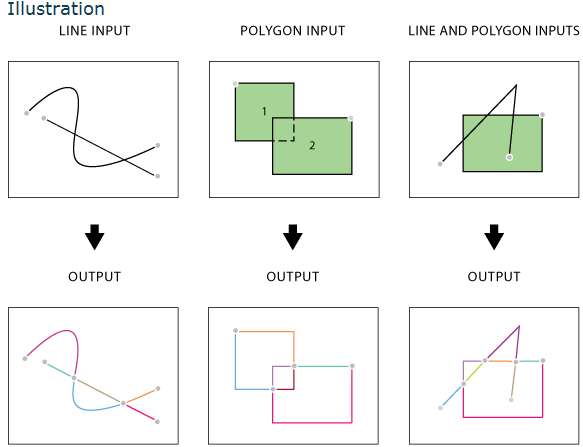 Illustration
LINE INPUT
POLYGON INPUT
LINE AND POLYGON INPUTS
1
2
OUTPUT
OUTPUT
OUTPUT